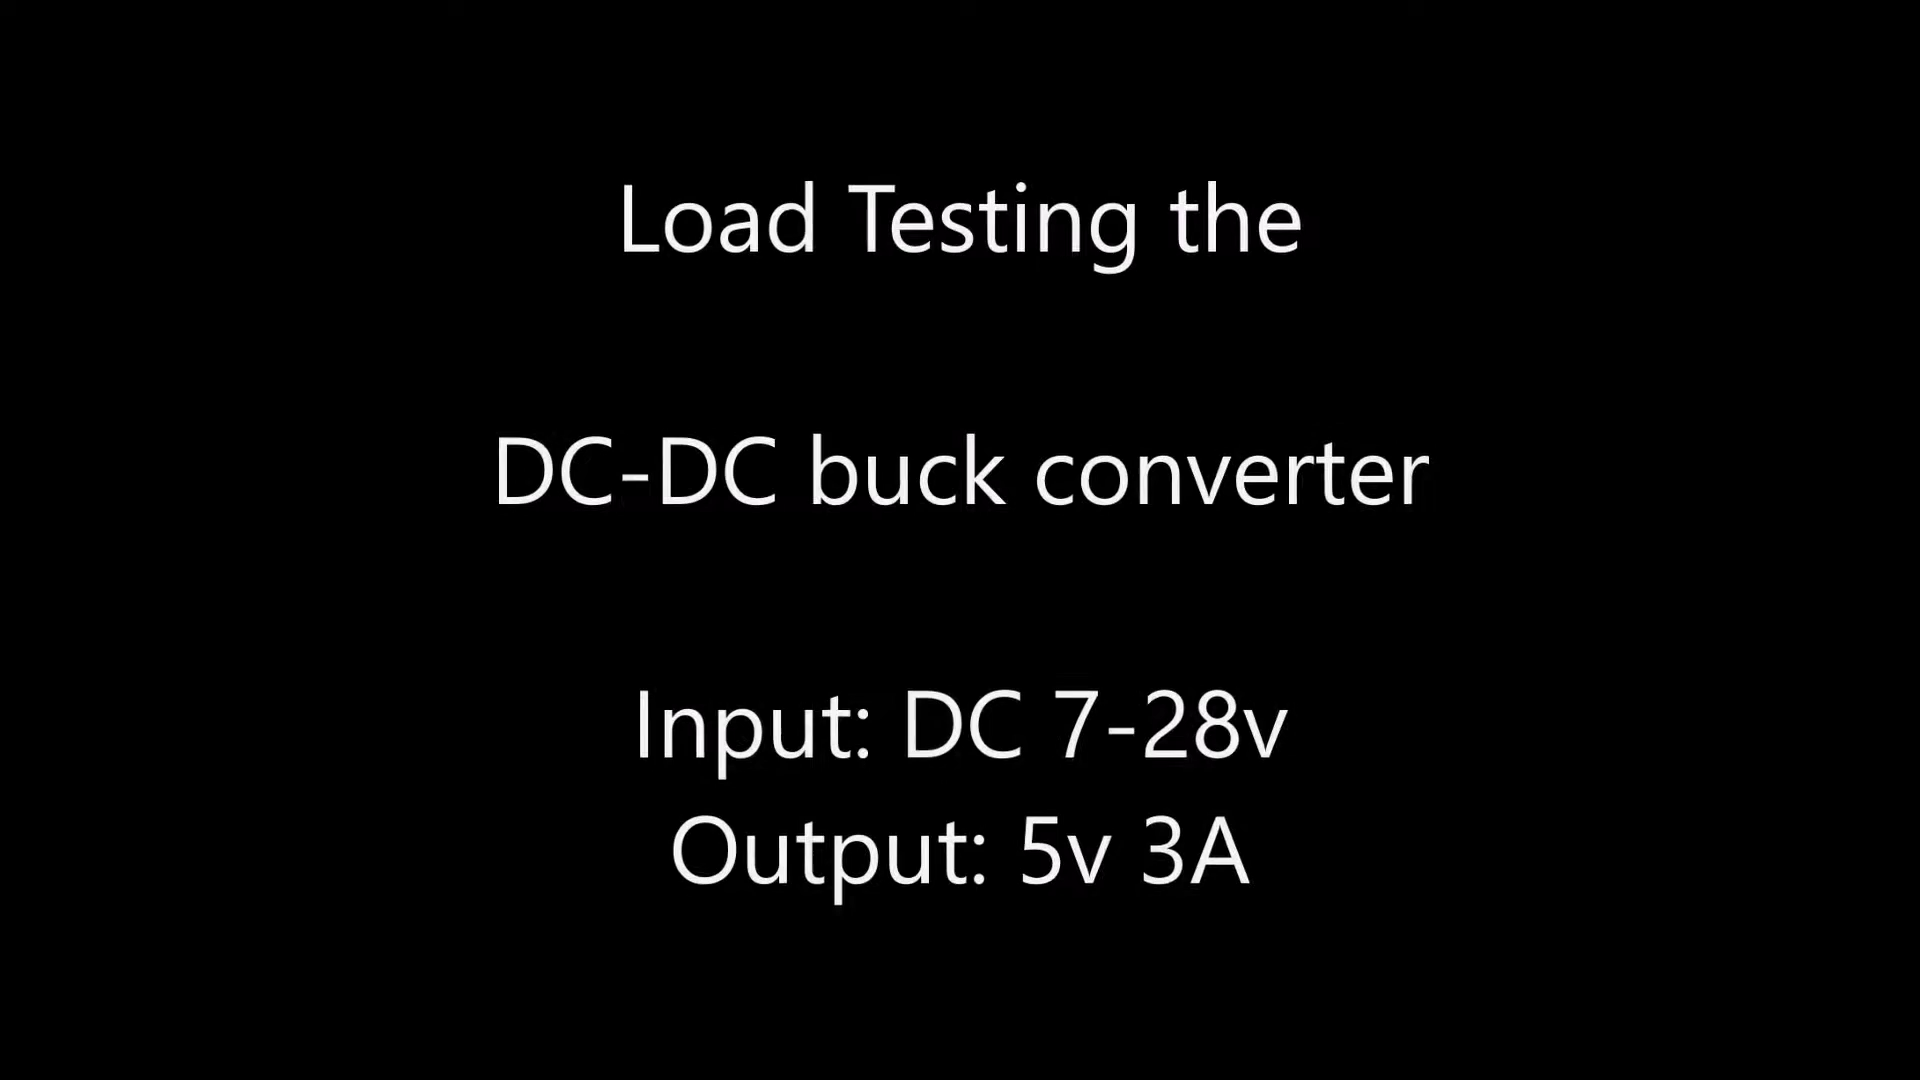 Load Testing the
DC-DC buck converter
Input: DC 7-28v
Output: 5v 3A